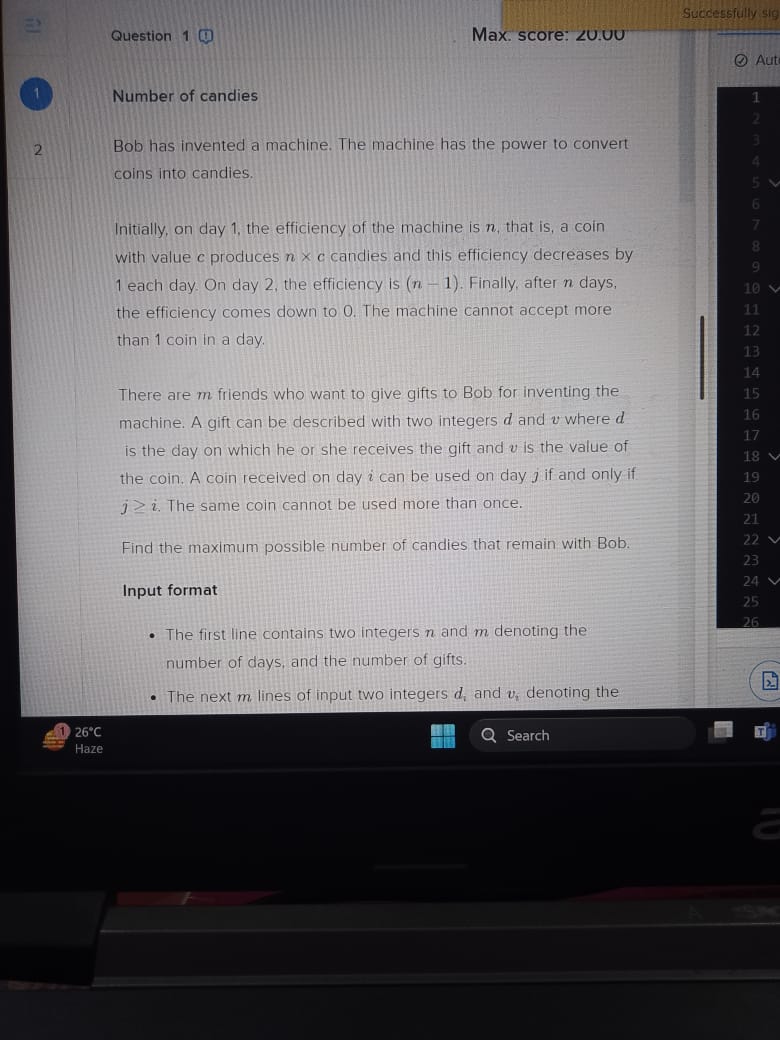 Successfully sig
Question 1
Max. score: 20.00
Aut
1
2
Number of candies
Bob has invented a machine. The machine has the power to convert
coins into candies.
Initially, on day 1, the efficiency of the machine is n, that is, a coin
with value c produces n × c candies and this efficiency decreases by
1 each day. On day 2, the efficiency is (n − 1). Finally, after n days,
the efficiency comes down to 0. The machine cannot accept more
than 1 coin in a day.
There are m friends who want to give gifts to Bob for inventing the
machine. A gift can be described with two integers d and v where d
is the day on which he or she receives the gift and v is the value of
the coin. A coin received on day i can be used on day j if and only if
j ≥ i. The same coin cannot be used more than once.
Find the maximum possible number of candies that remain with Bob.
Input format
• The first line contains two integers n and m denoting the
number of days, and the number of gifts.
• The next m lines of input two integers dᵢ and vᵢ denoting the
1
2
3
4
5
6
7
8
9
10
11
12
13
14
15
16
17
18
19
20
21
22
23
24
25
26
1
26°C
Haze
Search
T
a